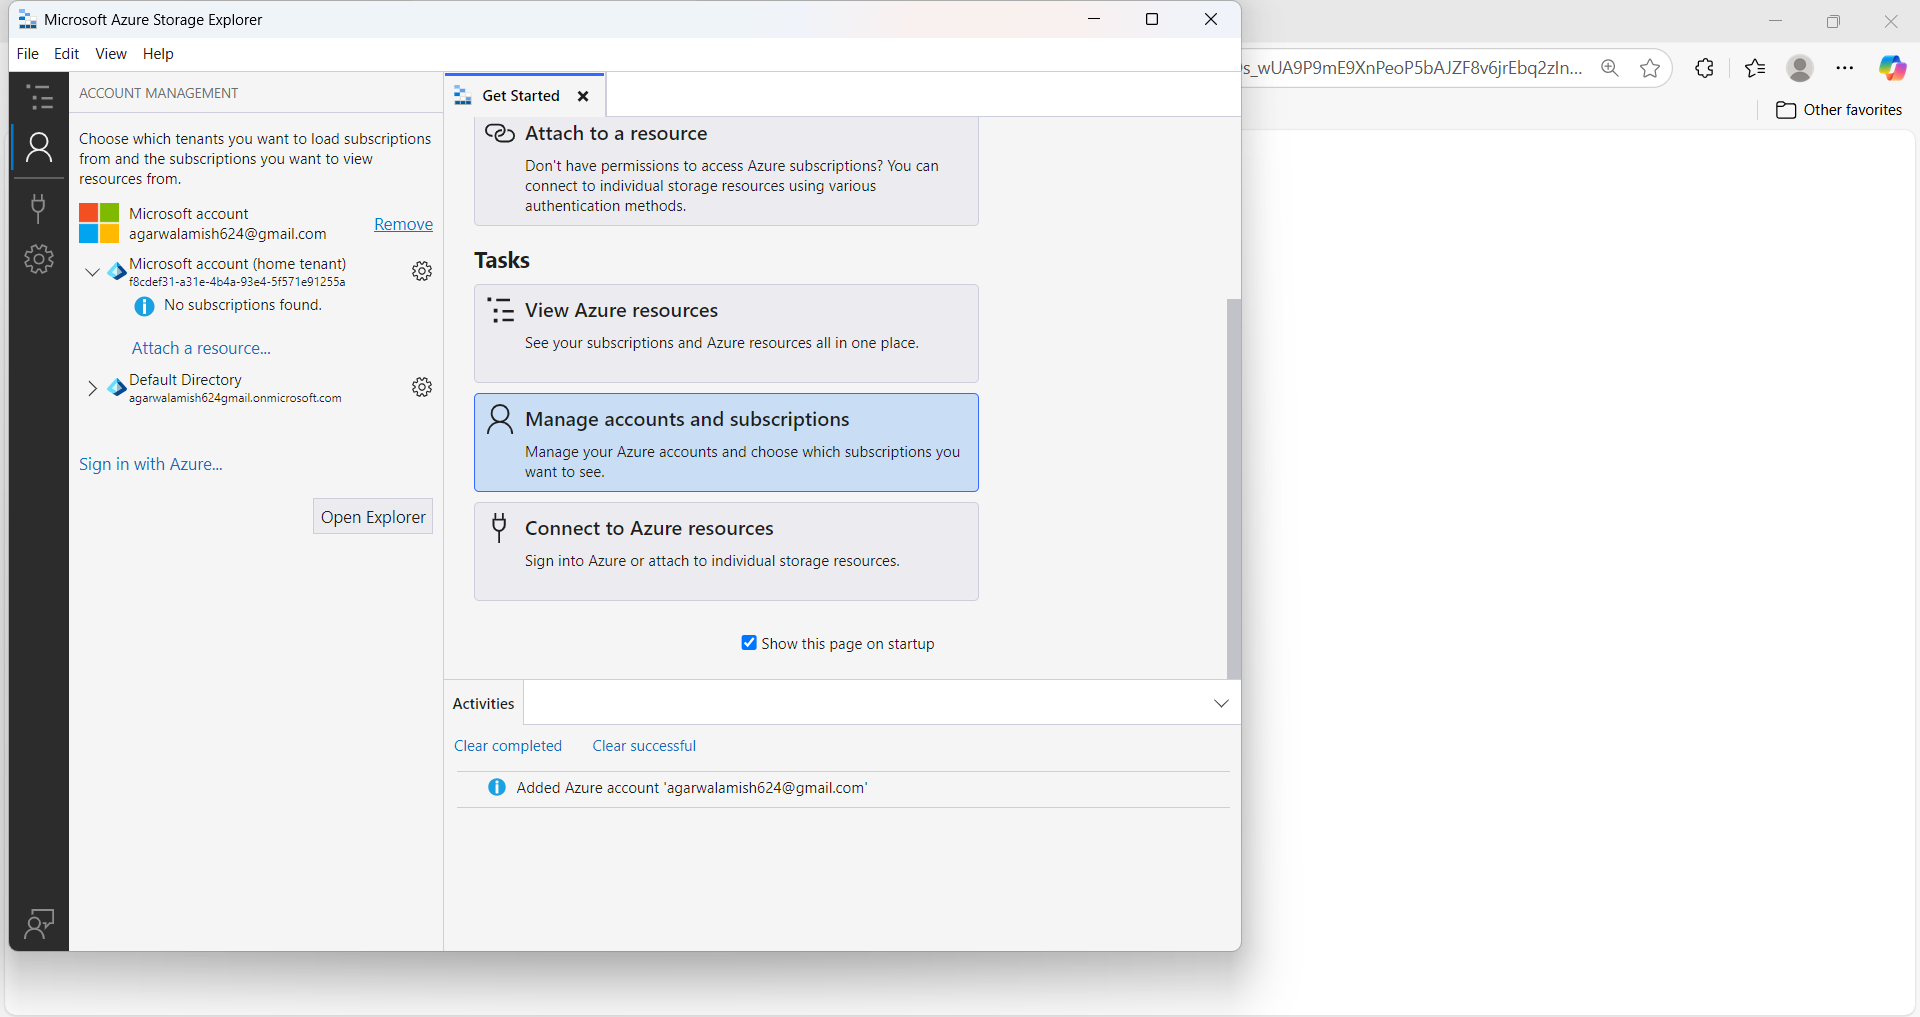 Microsoft Azure Storage Explorer
File Edit View Help
s_wUA9P9mE9XnPeoP5bAJZF8v6jrEbq2zIn...
Other favorites
ACCOUNT MANAGEMENT
Choose which tenants you want to load subscriptions
from and the subscriptions you want to view
resources from.
Microsoft account
agarwalamish624@gmail.com
Remove
Microsoft account (home tenant)
f8cdef31-a31e-4b4a-93e4-5f571e91255a
No subscriptions found.
Attach a resource...
Default Directory
agarwalamish624gmail.onmicrosoft.com
Sign in with Azure...
Open Explorer
Get Started
Attach to a resource
Don't have permissions to access Azure subscriptions? You can
connect to individual storage resources using various
authentication methods.
Tasks
View Azure resources
See your subscriptions and Azure resources all in one place.
Manage accounts and subscriptions
Manage your Azure accounts and choose which subscriptions you
want to see.
Connect to Azure resources
Sign into Azure or attach to individual storage resources.
Show this page on startup
Activities
Clear completed Clear successful
Added Azure account 'agarwalamish624@gmail.com'